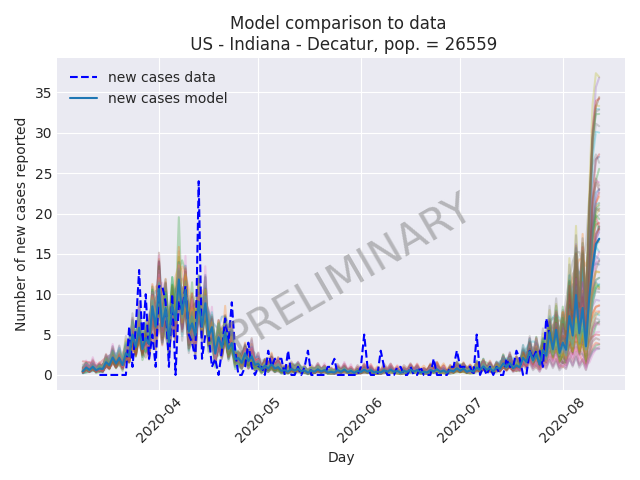 Model comparison to data
US - Indiana - Decatur, pop. = 26559
new cases data
new cases model
Number of new cases reported
35
30
25
20
15
10
5
0
PRELIMINARY
2020-04
2020-05
2020-06
2020-07
2020-08
Day